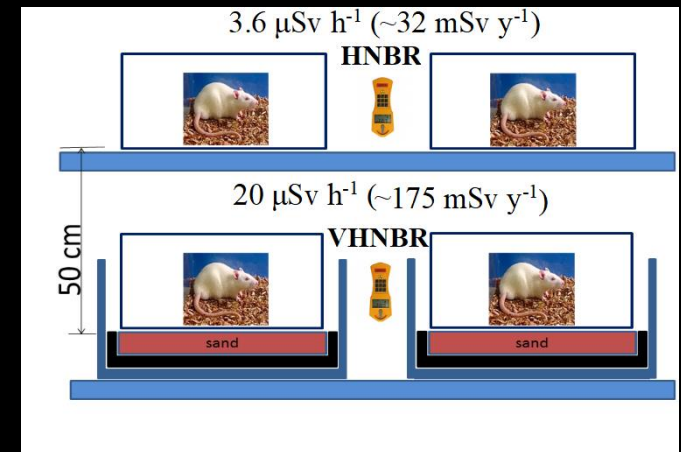 3.6 μSv h⁻¹ (~32 mSv y⁻¹)
HNBR
20 μSv h⁻¹ (~175 mSv y⁻¹)
VHNBR
50 cm
sand
sand